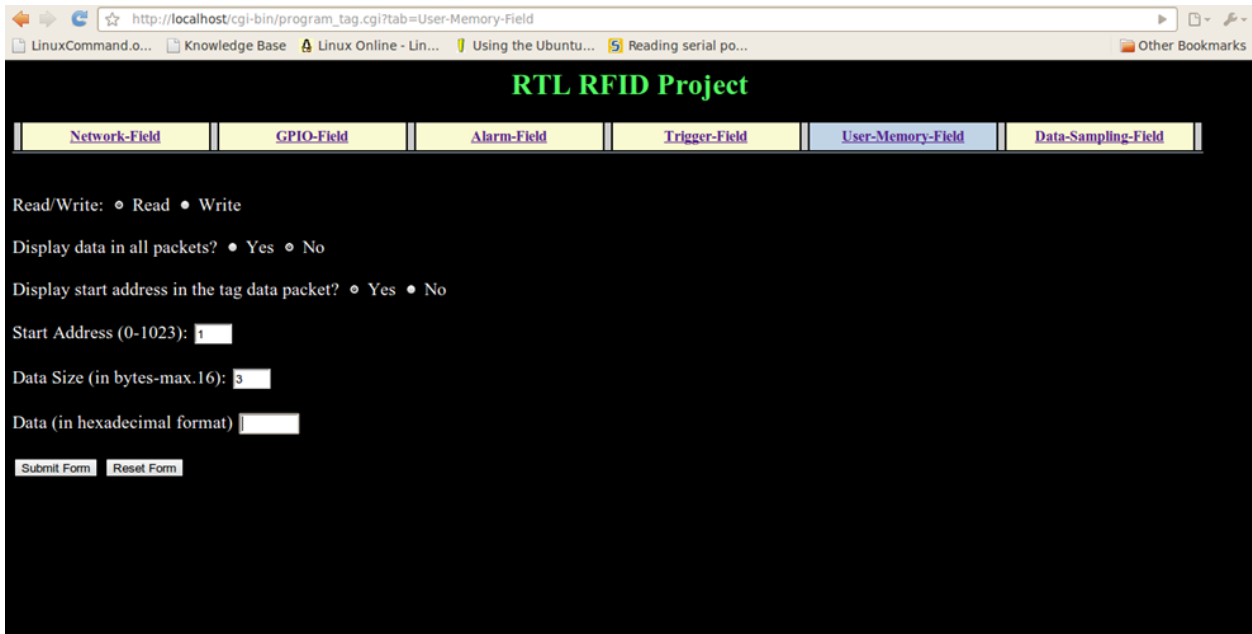 http://localhost/cgi-bin/program_tag.cgi?tab=User-Memory-Field
LinuxCommand.o... Knowledge Base Linux Online - Lin... Using the Ubuntu... Reading serial po... Other Bookmarks
RTL RFID Project
Network-Field GPIO-Field Alarm-Field Trigger-Field User-Memory-Field Data-Sampling-Field
Read/Write: Read Write
Display data in all packets? Yes No
Display start address in the tag data packet? Yes No
Start Address (0-1023): 1
Data Size (in bytes-max.16): 3
Data (in hexadecimal format)
Submit Form Reset Form